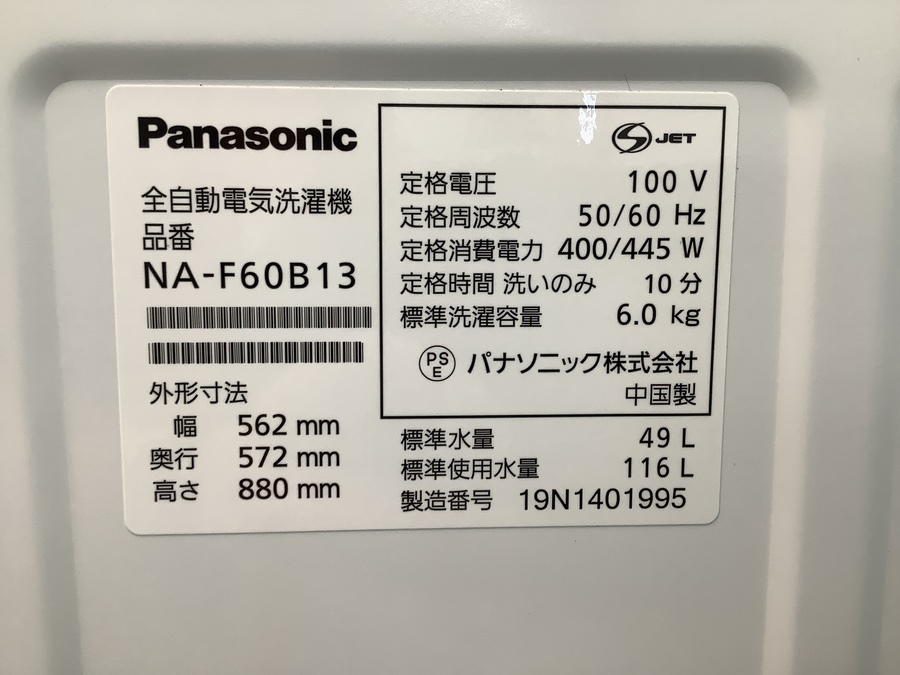 Panasonic
全自動電気洗濯機
品番
NA-F60B13
外形寸法
幅 562 mm
奥行 572 mm
高さ 880 mm
S JET
定格電圧 100 V
定格周波数 50/60 Hz
定格消費電力 400/445 W
定格時間 洗いのみ 10 分
標準洗濯容量 6.0 kg
PSE パナソニック株式会社
中国製
標準水量 49 L
標準使用水量 116 L
製造番号 19N1401995